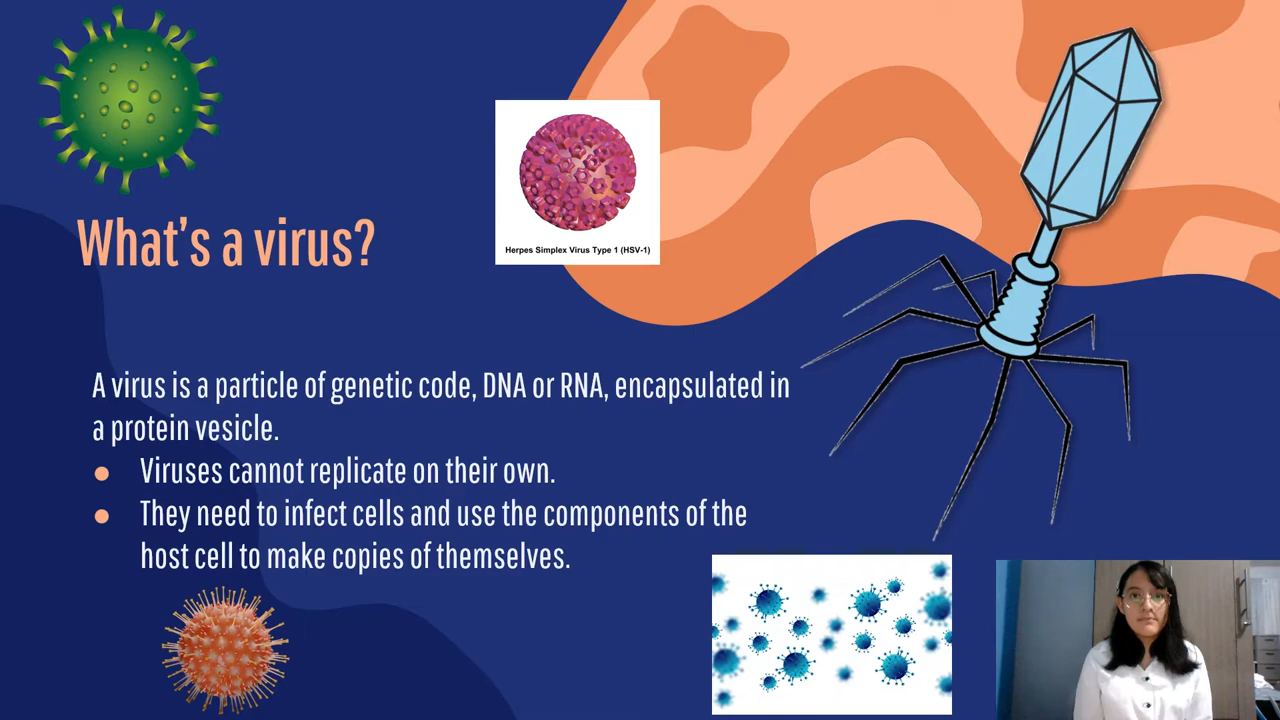 What's a virus?
Herpes Simplex Virus Type 1 (HSV-1)
A virus is a particle of genetic code, DNA or RNA, encapsulated in
a protein vesicle.
● Viruses cannot replicate on their own.
● They need to infect cells and use the components of the
host cell to make copies of themselves.